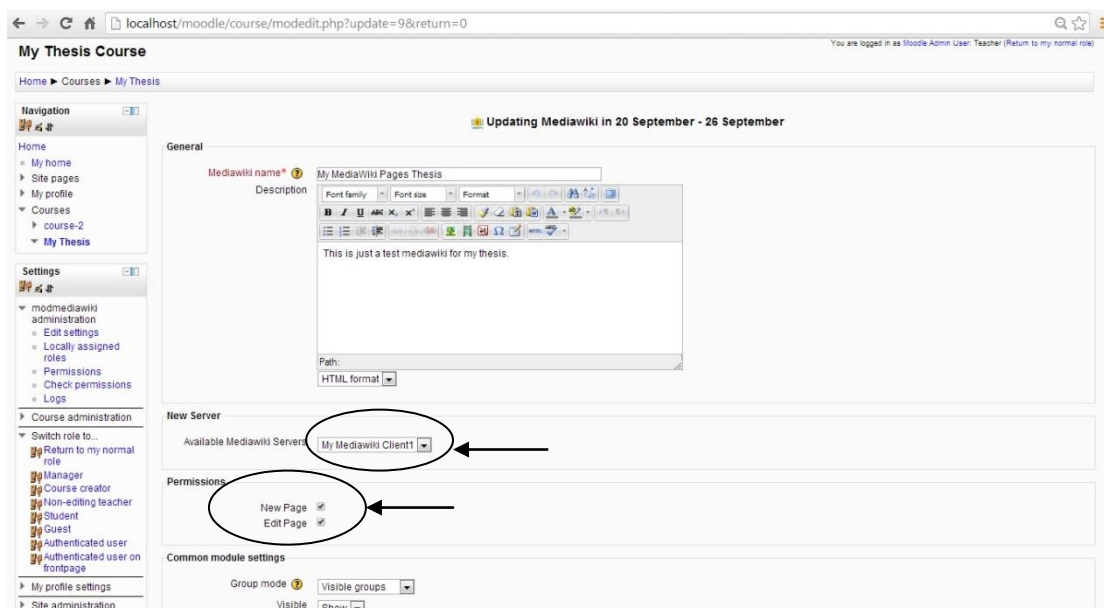 localhost/moodle/course/modedit.php?update=9&return=0
My Thesis Course
You are logged in as Moodle Admin User: Teacher (Return to my normal role)
Home ► Courses ► My Thesis
Navigation
Home
My home
Site pages
My profile
Courses
course-2
My Thesis
Settings
modmediawiki
administration
Edit settings
Locally assigned
roles
Permissions
Check permissions
Logs
Course administration
Switch role to...
Return to my normal
role
Manager
Course creator
Non-editing teacher
Student
Guest
Authenticated user
Authenticated user on
frontpage
My profile settings
Site administration
Updating Mediawiki in 20 September - 26 September
General
Mediawiki name*
My MediaWiki Pages Thesis
Description
Font family Font size Format
B I U ABC
HTML
This is just a test mediawiki for my thesis.
Path:
HTML format
New Server
Available Mediawiki Servers
My Mediawiki Client1
Permissions
New Page
Edit Page
Common module settings
Group mode
Visible groups
Visible
Show